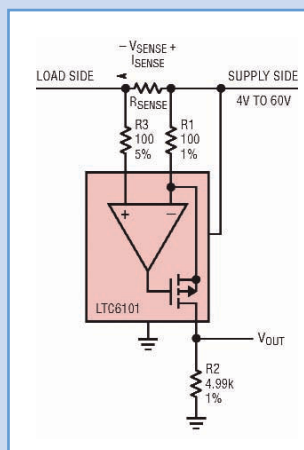 – VSENSE +
ISENSE
LOAD SIDE
SUPPLY SIDE
RSENSE
4V TO 60V
R3
100
5%
R1
100
1%
+
–
LTC6101
VOUT
R2
4.99k
1%